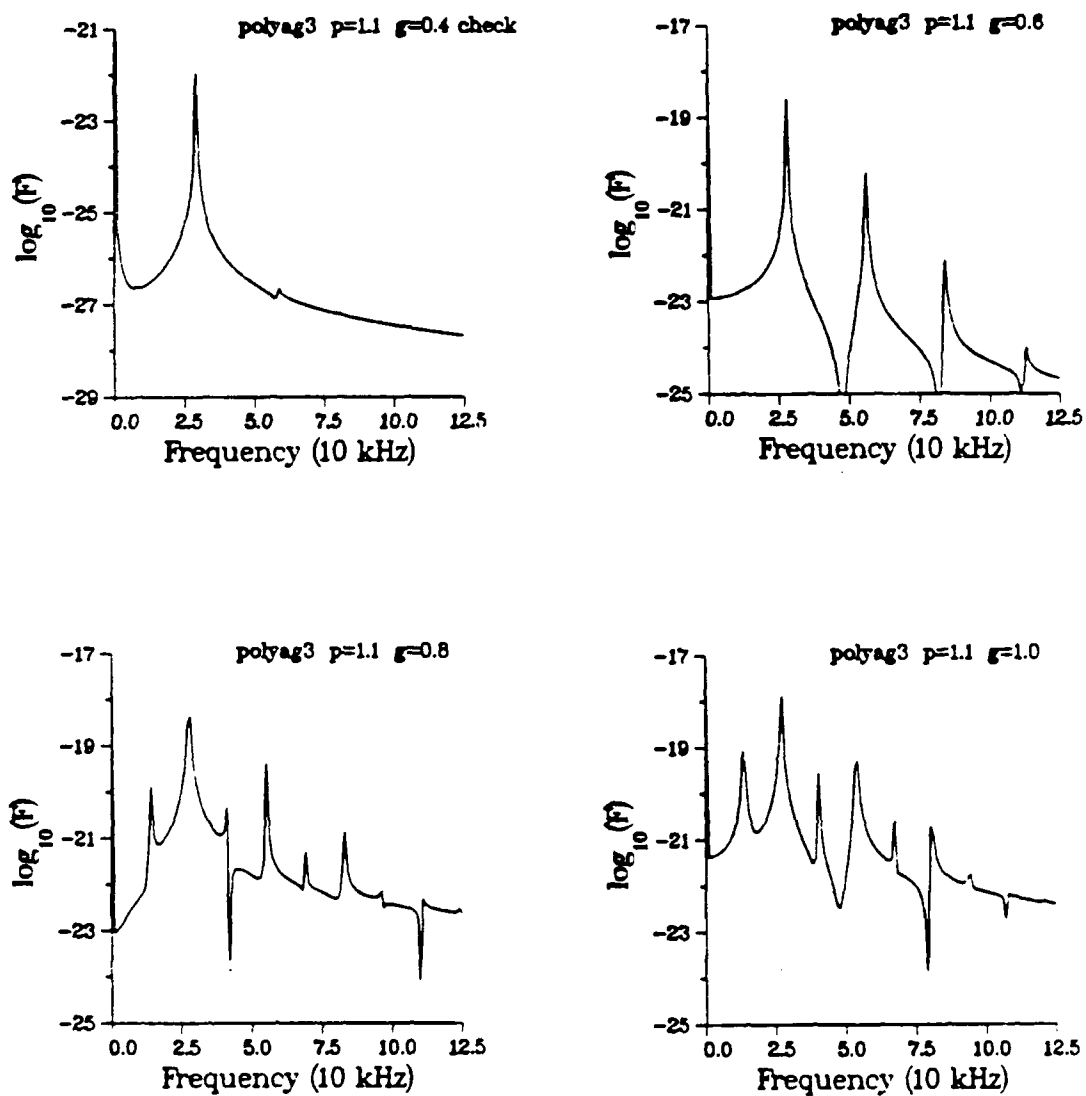 polyag3 p=1.1 g=0.4 check
-21
-23
-25
-27
-29
log10(F)
0.0 2.5 5.0 7.5 10.0 12.5
Frequency (10 kHz)
polyag3 p=1.1 g=0.6
-17
-19
-21
-23
-25
log10(F)
0.0 2.5 5.0 7.5 10.0 12.5
Frequency (10 kHz)
polyag3 p=1.1 g=0.8
-17
-19
-21
-23
-25
log10(F)
0.0 2.5 5.0 7.5 10.0 12.5
Frequency (10 kHz)
polyag3 p=1.1 g=1.0
-17
-19
-21
-23
-25
log10(F)
0.0 2.5 5.0 7.5 10.0 12.5
Frequency (10 kHz)